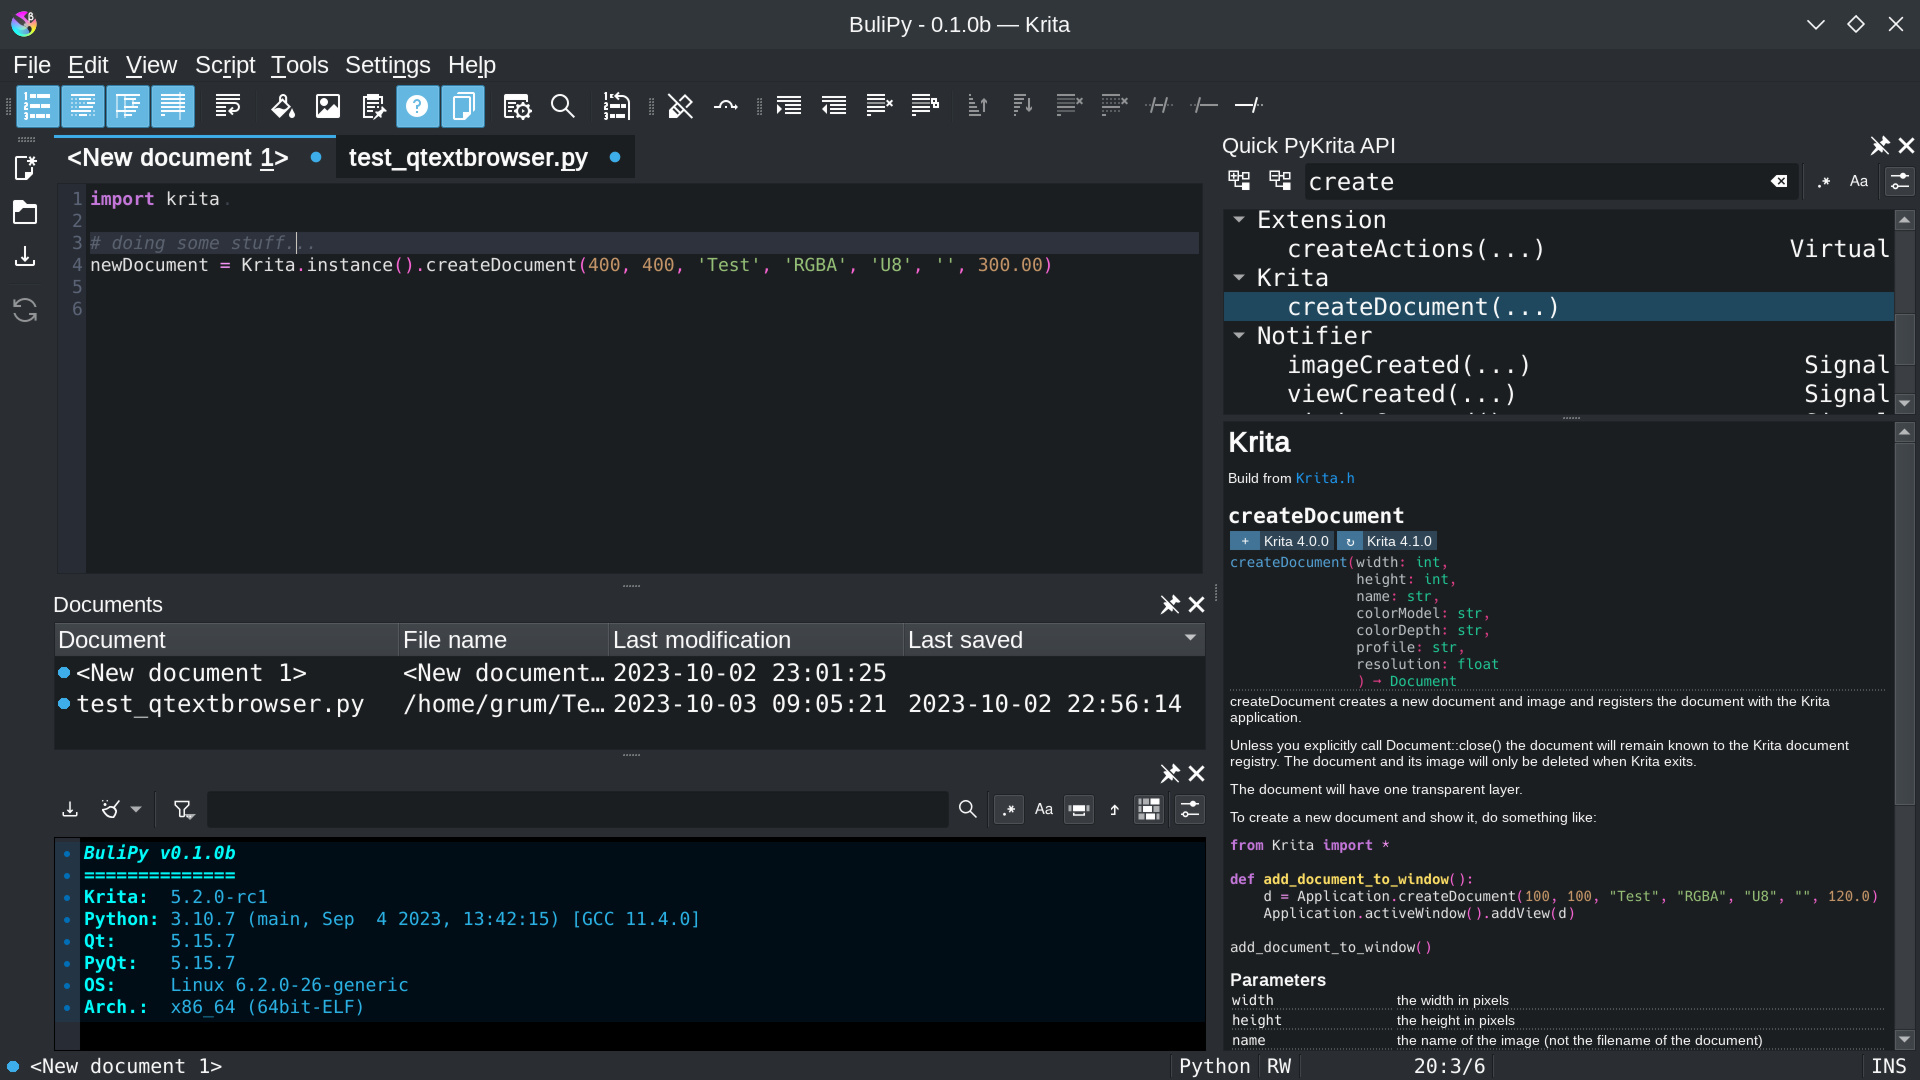 BuliPy - 0.1.0b — Krita
File Edit View Script Tools Settings Help
<New document 1>
test_qtextbrowser.py
1 import krita
2
3 # doing some stuff...
4 newDocument = Krita.instance().createDocument(400, 400, 'Test', 'RGBA', 'U8', '', 300.00)
5
6
Documents
Document File name Last modification Last saved
<New document 1> <New document… 2023-10-02 23:01:25
test_qtextbrowser.py /home/grum/Te… 2023-10-03 09:05:21 2023-10-02 22:56:14
.* Aa
BuliPy v0.1.0b
==============
Krita: 5.2.0-rc1
Python: 3.10.7 (main, Sep  4 2023, 13:42:15) [GCC 11.4.0]
Qt: 5.15.7
PyQt: 5.15.7
OS: Linux 6.2.0-26-generic
Arch.: x86_64 (64bit-ELF)
Quick PyKrita API
create
.* Aa
Extension
createActions(...) Virtual
Krita
createDocument(...)
Notifier
imageCreated(...) Signal
viewCreated(...) Signal
Krita
Build from Krita.h
createDocument
+ Krita 4.0.0 ↻ Krita 4.1.0
createDocument(width: int,
height: int,
name: str,
colorModel: str,
colorDepth: str,
profile: str,
resolution: float
) → Document
createDocument creates a new document and image and registers the document with the Krita
application.
Unless you explicitly call Document::close() the document will remain known to the Krita document
registry. The document and its image will only be deleted when Krita exits.
The document will have one transparent layer.
To create a new document and show it, do something like:
from Krita import *
def add_document_to_window():
d = Application.createDocument(100, 100, "Test", "RGBA", "U8", "", 120.0)
Application.activeWindow().addView(d)
add_document_to_window()
Parameters
width the width in pixels
height the height in pixels
name the name of the image (not the filename of the document)
<New document 1> Python RW 20:3/6 INS